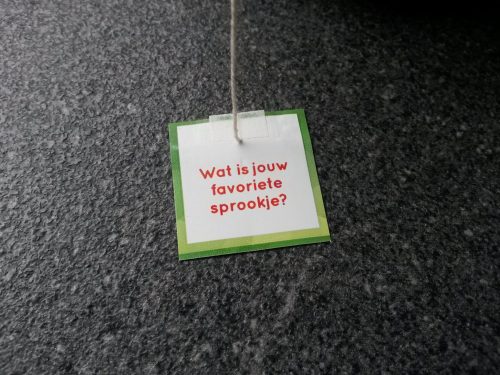 Wat is jouw
favoriete
sprookje?